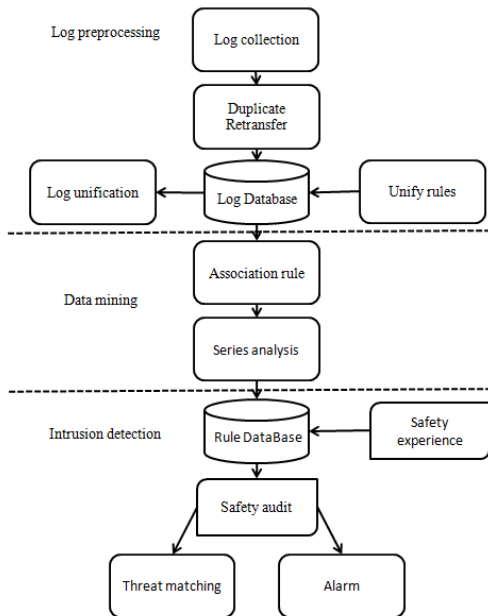 Log preprocessing
Log collection
Duplicate
Retransfer
Log unification
Log Database
Unify rules
Association rule
Data mining
Series analysis
Intrusion detection
Rule DataBase
Safety
experience
Safety audit
Threat matching
Alarm